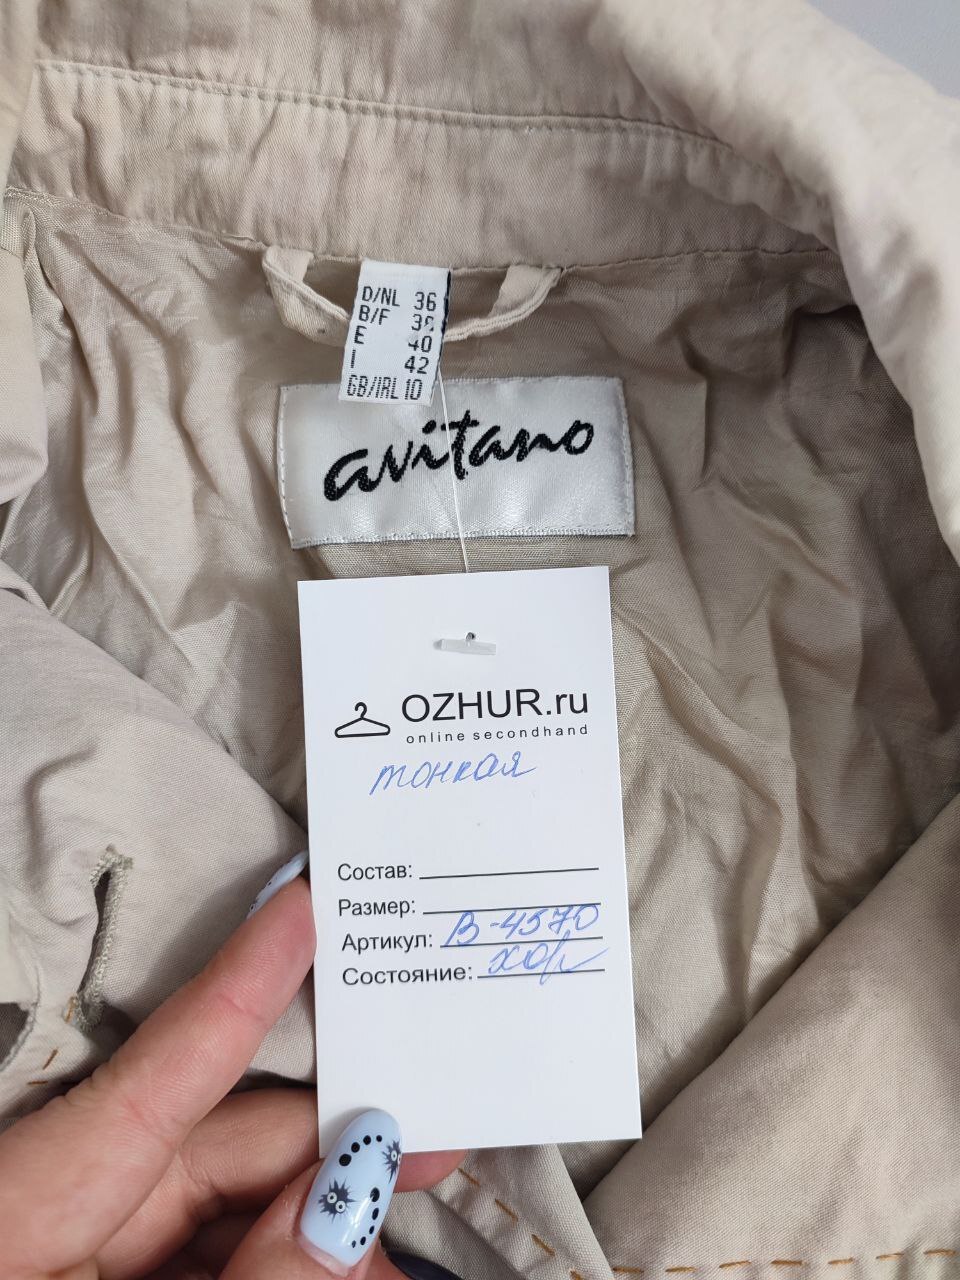 D/NL 36
B/F 38
E 40
I 42
GB/IRL 10
avitano
OZHUR.ru
online secondhand
тонкая
Состав:
Размер:
Артикул: В-4570
Состояние: хор